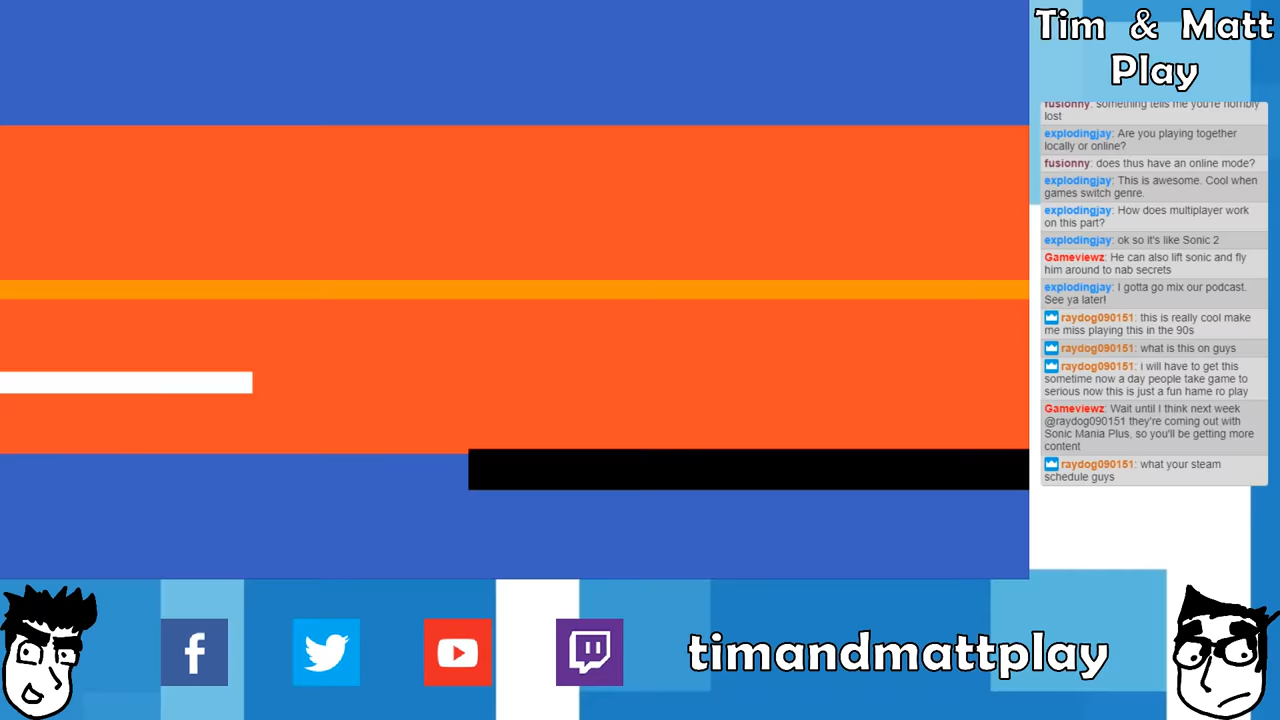 Tim & Matt
Play
fusionny: something tells me you're horribly
lost
explodingjay: Are you playing together
locally or online?
fusionny: does thus have an online mode?
explodingjay: This is awesome. Cool when
games switch genre.
explodingjay: How does multiplayer work
on this part?
explodingjay: ok so it's like Sonic 2
Gameviewz: He can also lift sonic and fly
him around to nab secrets
explodingjay: I gotta go mix our podcast.
See ya later!
raydog090151: this is really cool make
me miss playing this in the 90s
raydog090151: what is this on guys
raydog090151: i will have to get this
sometime now a day people take game to
serious now this is just a fun hame ro play
Gameviewz: Wait until I think next week
@raydog090151 they're coming out with
Sonic Mania Plus, so you'll be getting more
content
raydog090151: what your steam
schedule guys
f
timandmattplay